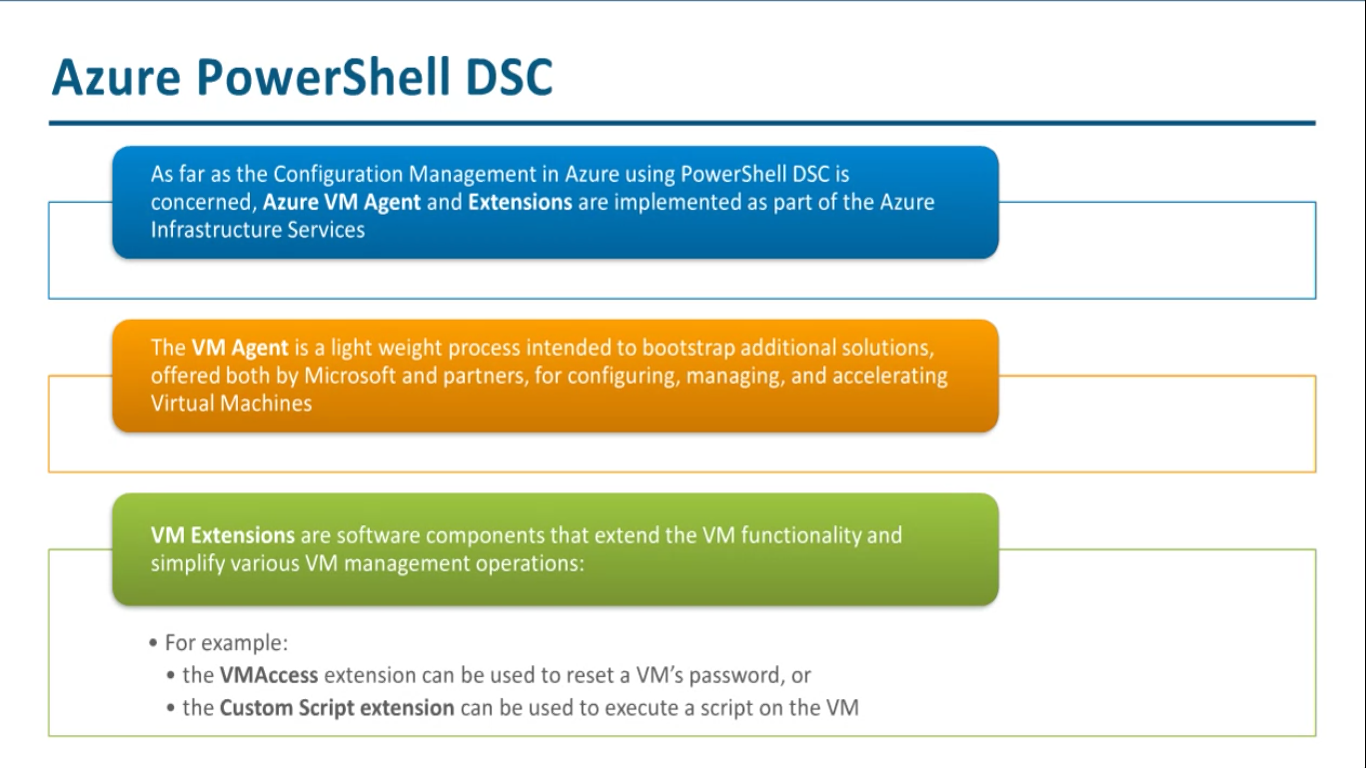 Azure PowerShell DSC
As far as the Configuration Management in Azure using PowerShell DSC is
concerned, Azure VM Agent and Extensions are implemented as part of the Azure
Infrastructure Services
The VM Agent is a light weight process intended to bootstrap additional solutions,
offered both by Microsoft and partners, for configuring, managing, and accelerating
Virtual Machines
VM Extensions are software components that extend the VM functionality and
simplify various VM management operations:
• For example:
• the VMAccess extension can be used to reset a VM’s password, or
• the Custom Script extension can be used to execute a script on the VM